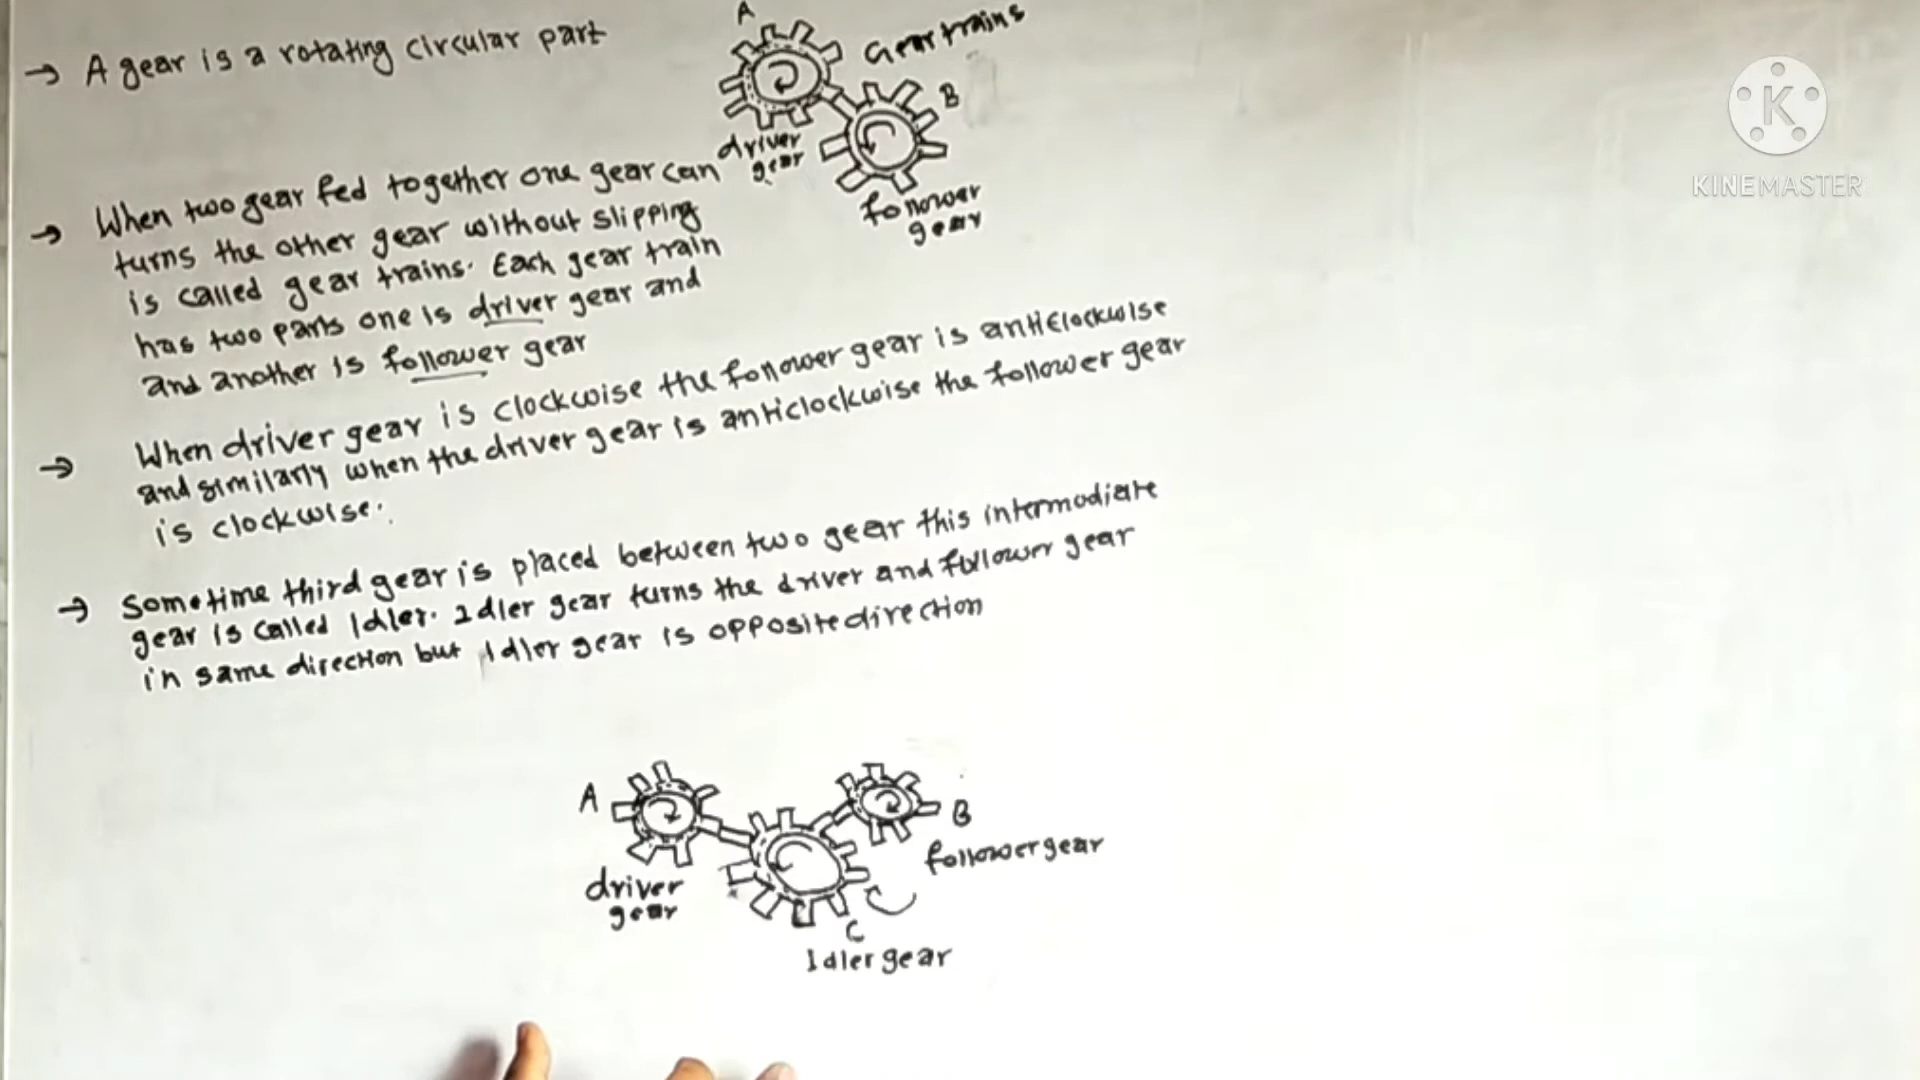 → A gear is a rotating circular part
A
Gear trains
B
driver
gear
follower
gear
→ When two gear fed together one gear can
turns the other gear without slipping
is called gear trains. Each gear train
has two parts one is driver gear and
and another is follower gear
→ When driver gear is clockwise the follower gear is anticlockwise
and similarly when the driver gear is anticlockwise the follower gear
is clockwise.
→ Sometime third gear is placed between two gear this intermodiate
gear is called Idler. Idler gear turns the driver and follower gear
in same direction but Idler gear is opposite direction
A
B
driver
gear
follower gear
C
Idler gear
K
KINEMASTER